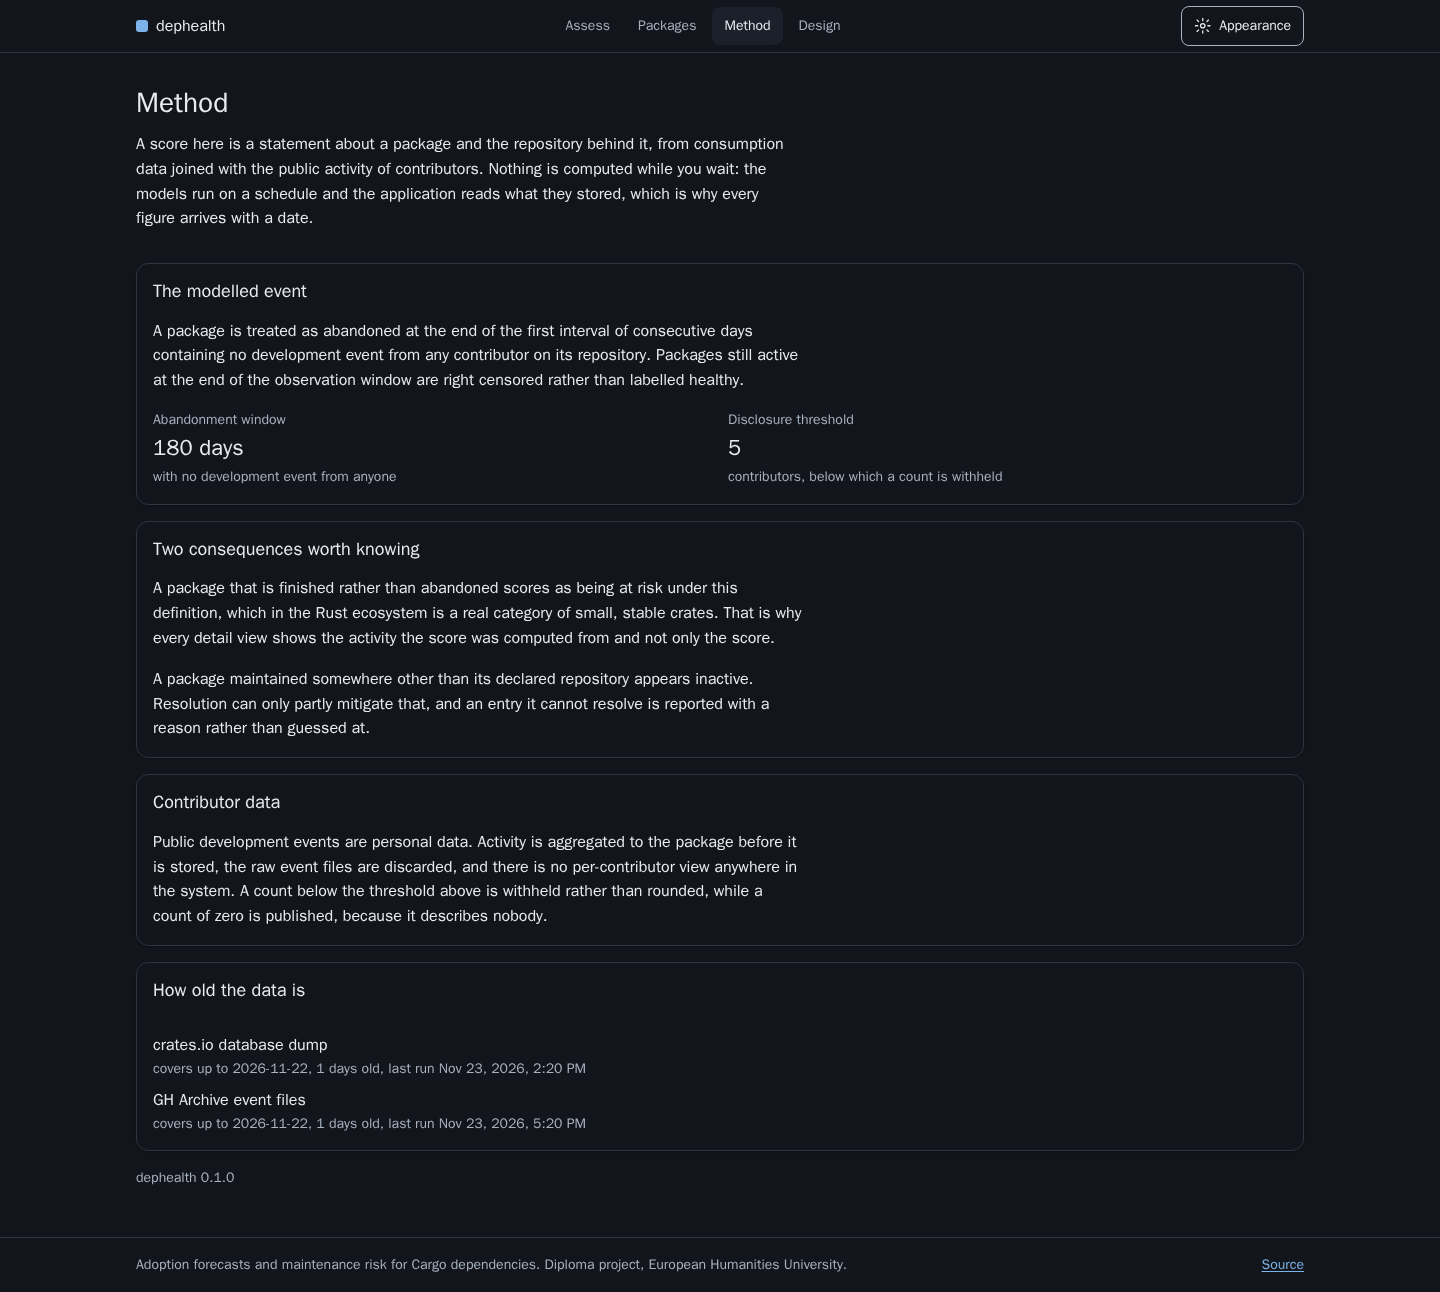 dephealth
Assess
Packages
Method
Design
Appearance
Method
A score here is a statement about a package and the repository behind it, from consumption
data joined with the public activity of contributors. Nothing is computed while you wait: the
models run on a schedule and the application reads what they stored, which is why every
figure arrives with a date.
The modelled event
A package is treated as abandoned at the end of the first interval of consecutive days
containing no development event from any contributor on its repository. Packages still active
at the end of the observation window are right censored rather than labelled healthy.
Abandonment window
180 days
with no development event from anyone
Disclosure threshold
5
contributors, below which a count is withheld
Two consequences worth knowing
A package that is finished rather than abandoned scores as being at risk under this
definition, which in the Rust ecosystem is a real category of small, stable crates. That is why
every detail view shows the activity the score was computed from and not only the score.
A package maintained somewhere other than its declared repository appears inactive.
Resolution can only partly mitigate that, and an entry it cannot resolve is reported with a
reason rather than guessed at.
Contributor data
Public development events are personal data. Activity is aggregated to the package before it
is stored, the raw event files are discarded, and there is no per-contributor view anywhere in
the system. A count below the threshold above is withheld rather than rounded, while a
count of zero is published, because it describes nobody.
How old the data is
crates.io database dump
covers up to 2026-11-22, 1 days old, last run Nov 23, 2026, 2:20 PM
GH Archive event files
covers up to 2026-11-22, 1 days old, last run Nov 23, 2026, 5:20 PM
dephealth 0.1.0
Adoption forecasts and maintenance risk for Cargo dependencies. Diploma project, European Humanities University.
Source